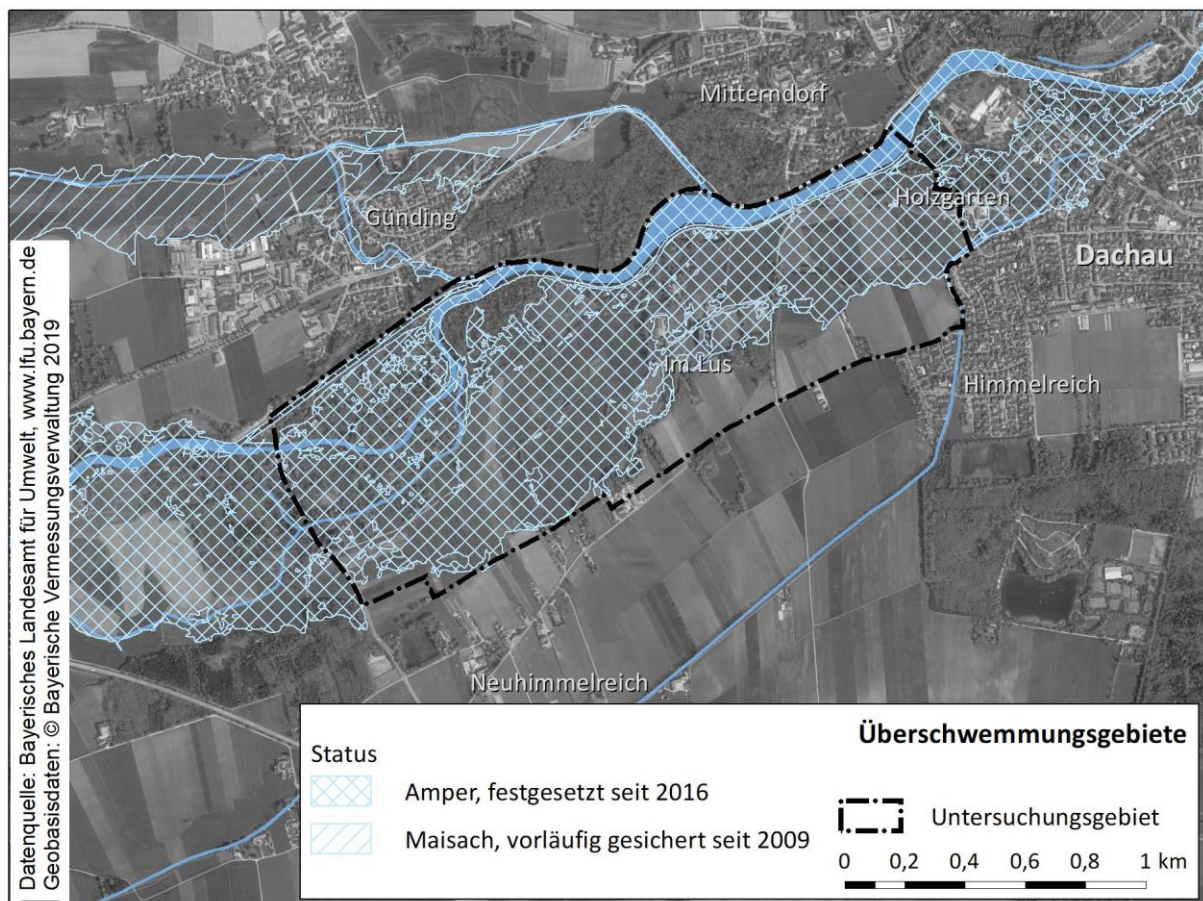 Mitterndorf
Günding
Holzgarten
Dachau
Im Lus
Himmelreich
Neuhimmelreich
Datenquelle: Bayerisches Landesamt für Umwelt, www.lfu.bayern.de
Geobasisdaten: © Bayerische Vermessungsverwaltung 2019
Überschwemmungsgebiete
Status
Amper, festgesetzt seit 2016
Maisach, vorläufig gesichert seit 2009
Untersuchungsgebiet
0 0,2 0,4 0,6 0,8 1 km